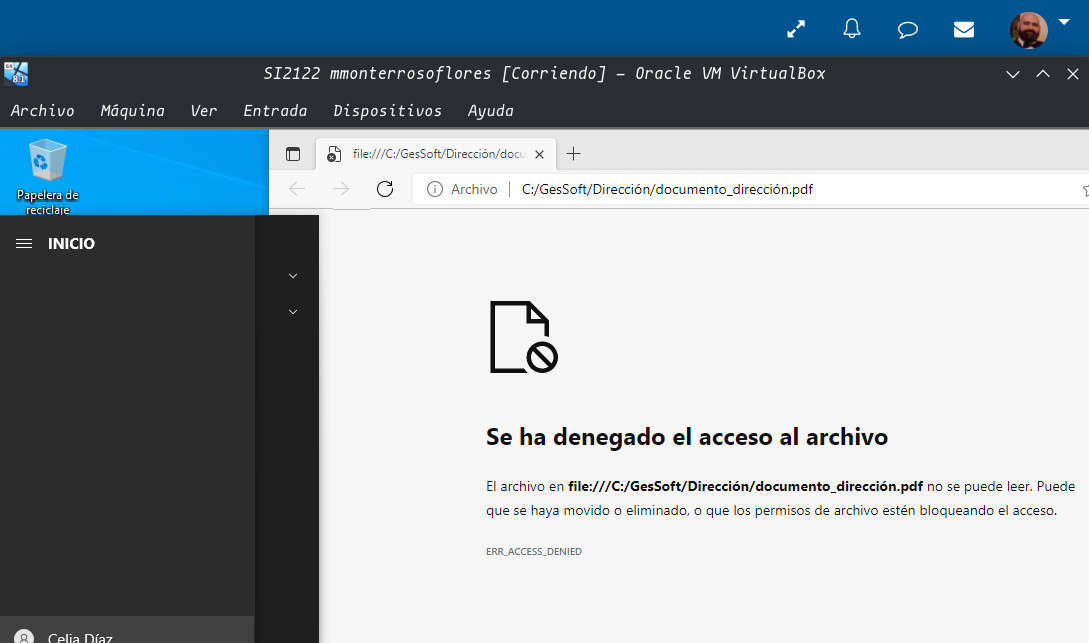 SI2122 mmonterrosoflores [Corriendo] – Oracle VM VirtualBox
Archivo Máquina Ver Entrada Dispositivos Ayuda
Papelera de
reciclaje
file:///C:/GesSoft/Dirección/docu
Archivo C:/GesSoft/Dirección/documento_dirección.pdf
INICIO
Se ha denegado el acceso al archivo
El archivo en file:///C:/GesSoft/Dirección/documento_dirección.pdf no se puede leer. Puede
que se haya movido o eliminado, o que los permisos de archivo estén bloqueando el acceso.
ERR_ACCESS_DENIED
Celia Díaz